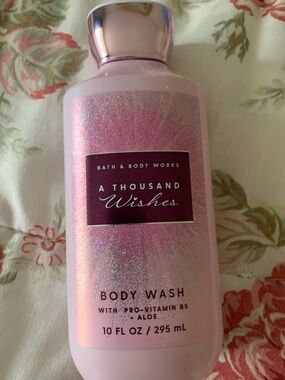 BATH & BODY WORKS
A THOUSAND
Wishes
BODY WASH
WITH PRO-VITAMIN B5
+ ALOE
10 FL OZ / 295 mL